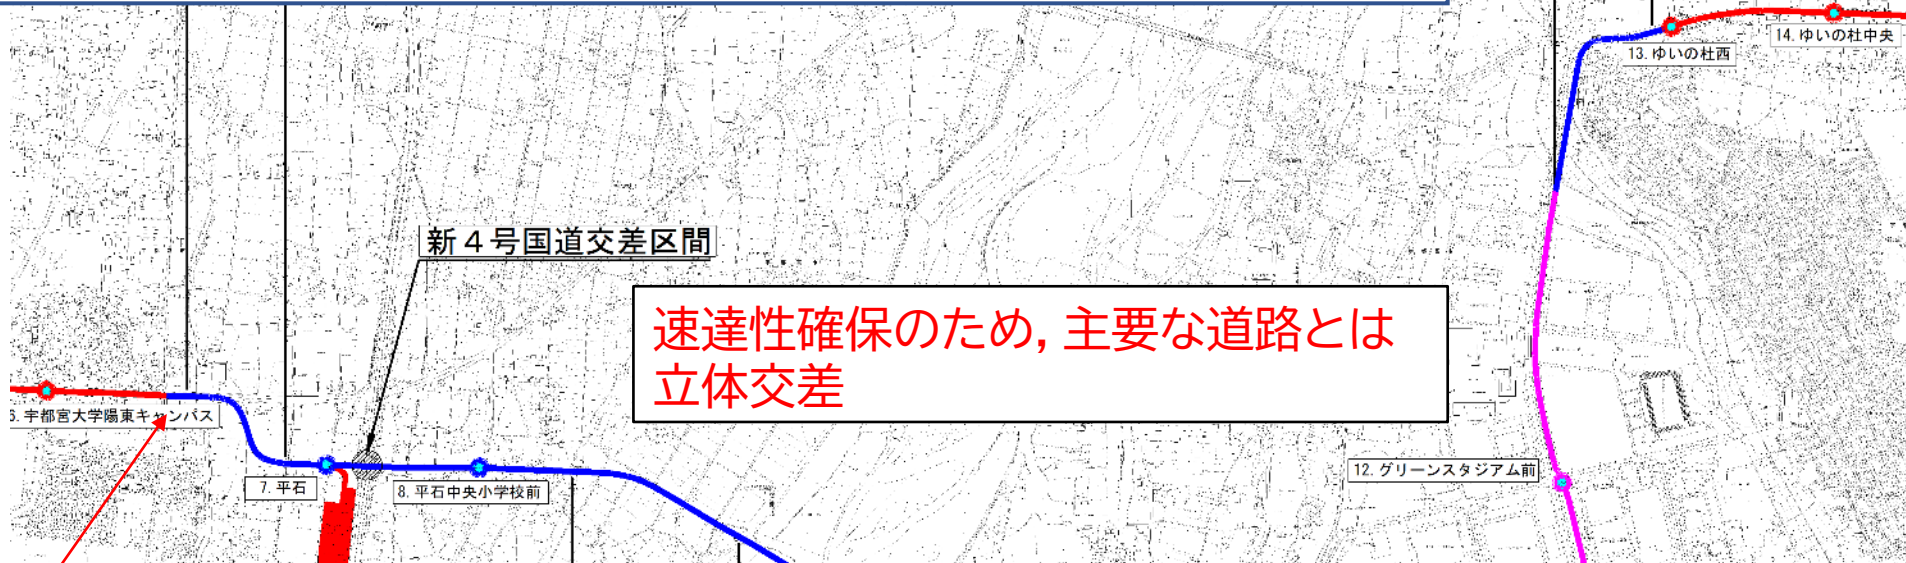 14. ゆいの杜中央
13. ゆいの杜西
新4号国道交差区間
速達性確保のため, 主要な道路とは
立体交差
6. 宇都宮大学陽東キャンパス
12. グリーンスタジアム前
7. 平石
8. 平石中央小学校前